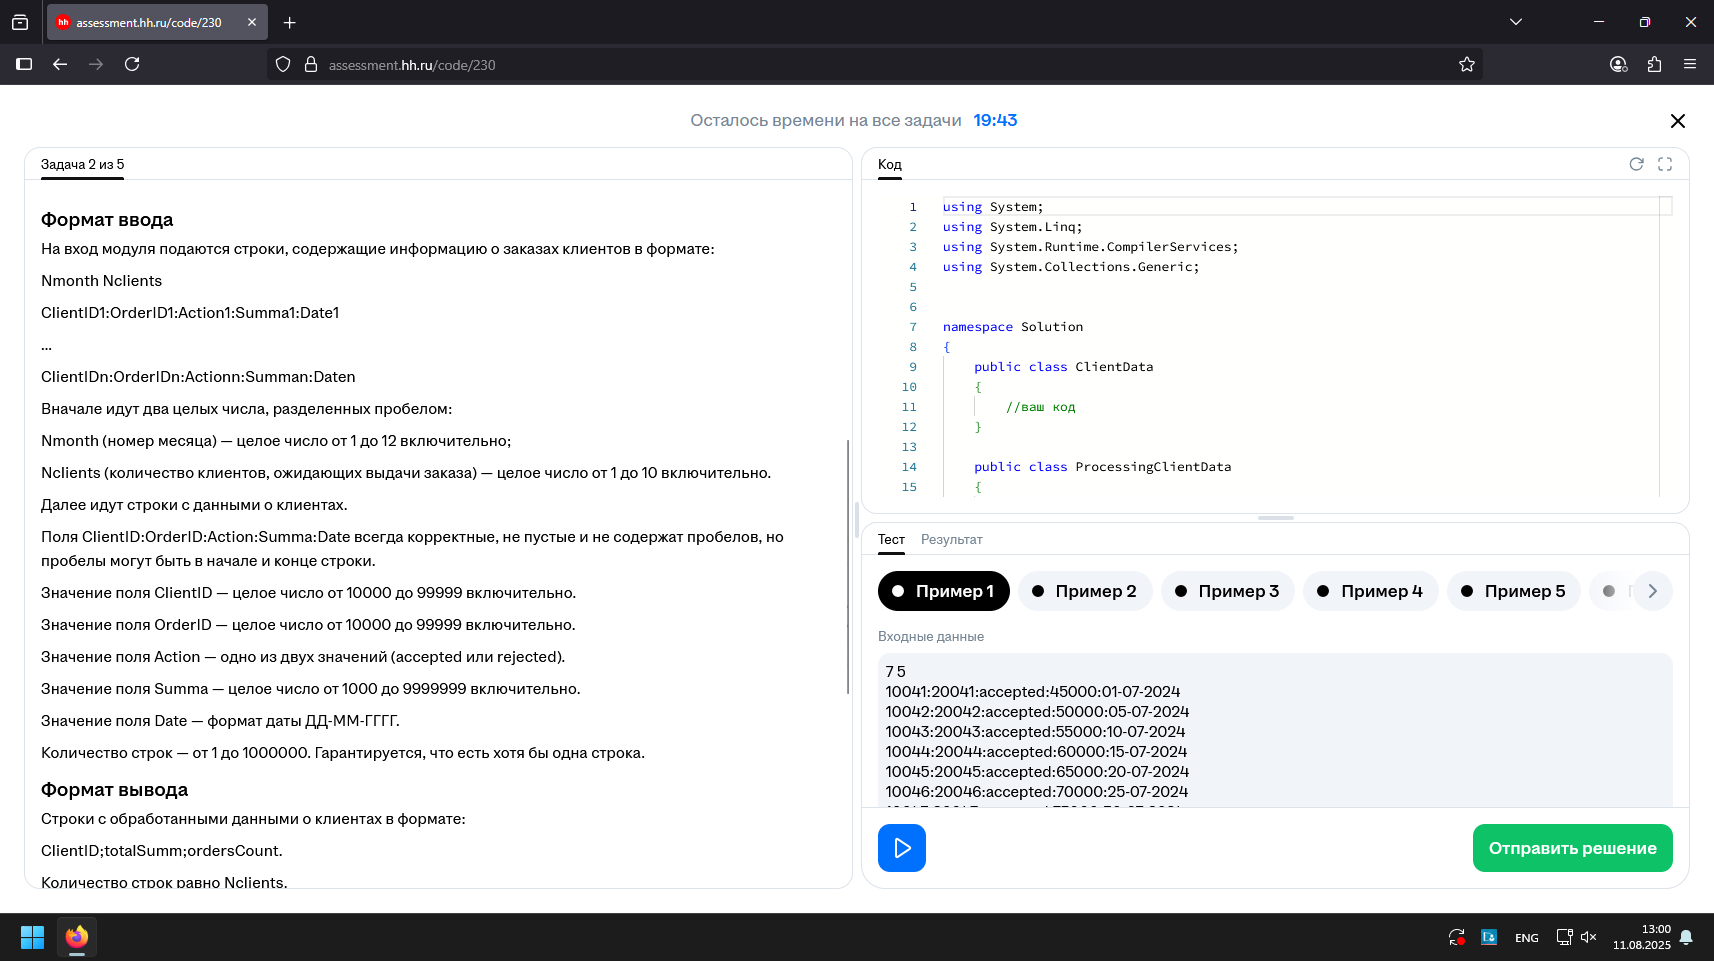 assessment.hh.ru/code/230
assessment.hh.ru/code/230
Осталось времени на все задачи 19:43
Задача 2 из 5
Формат ввода
На вход модуля подаются строки, содержащие информацию о заказах клиентов в формате:
Nmonth Nclients
ClientID1:OrderID1:Action1:Summa1:Date1
...
ClientIDn:OrderIDn:Actionn:Summan:Daten
Вначале идут два целых числа, разделенных пробелом:
Nmonth (номер месяца) — целое число от 1 до 12 включительно;
Nclients (количество клиентов, ожидающих выдачи заказа) — целое число от 1 до 10 включительно.
Далее идут строки с данными о клиентах.
Поля ClientID:OrderID:Action:Summa:Date всегда корректные, не пустые и не содержат пробелов, но
пробелы могут быть в начале и конце строки.
Значение поля ClientID — целое число от 10000 до 99999 включительно.
Значение поля OrderID — целое число от 10000 до 99999 включительно.
Значение поля Action — одно из двух значений (accepted или rejected).
Значение поля Summa — целое число от 1000 до 9999999 включительно.
Значение поля Date — формат даты ДД-ММ-ГГГГ.
Количество строк — от 1 до 1000000. Гарантируется, что есть хотя бы одна строка.
Формат вывода
Строки с обработанными данными о клиентах в формате:
ClientID;totalSumm;ordersCount.
Количество строк равно Nclients.
Код
1 using System;
2 using System.Linq;
3 using System.Runtime.CompilerServices;
4 using System.Collections.Generic;
5
6
7 namespace Solution
8 {
9 public class ClientData
10 {
11 //ваш код
12 }
13
14 public class ProcessingClientData
15 {
Тест Результат
Пример 1 Пример 2 Пример 3 Пример 4 Пример 5
Входные данные
7 5
10041:20041:accepted:45000:01-07-2024
10042:20042:accepted:50000:05-07-2024
10043:20043:accepted:55000:10-07-2024
10044:20044:accepted:60000:15-07-2024
10045:20045:accepted:65000:20-07-2024
10046:20046:accepted:70000:25-07-2024
Отправить решение
ENG
13:00
11.08.2025